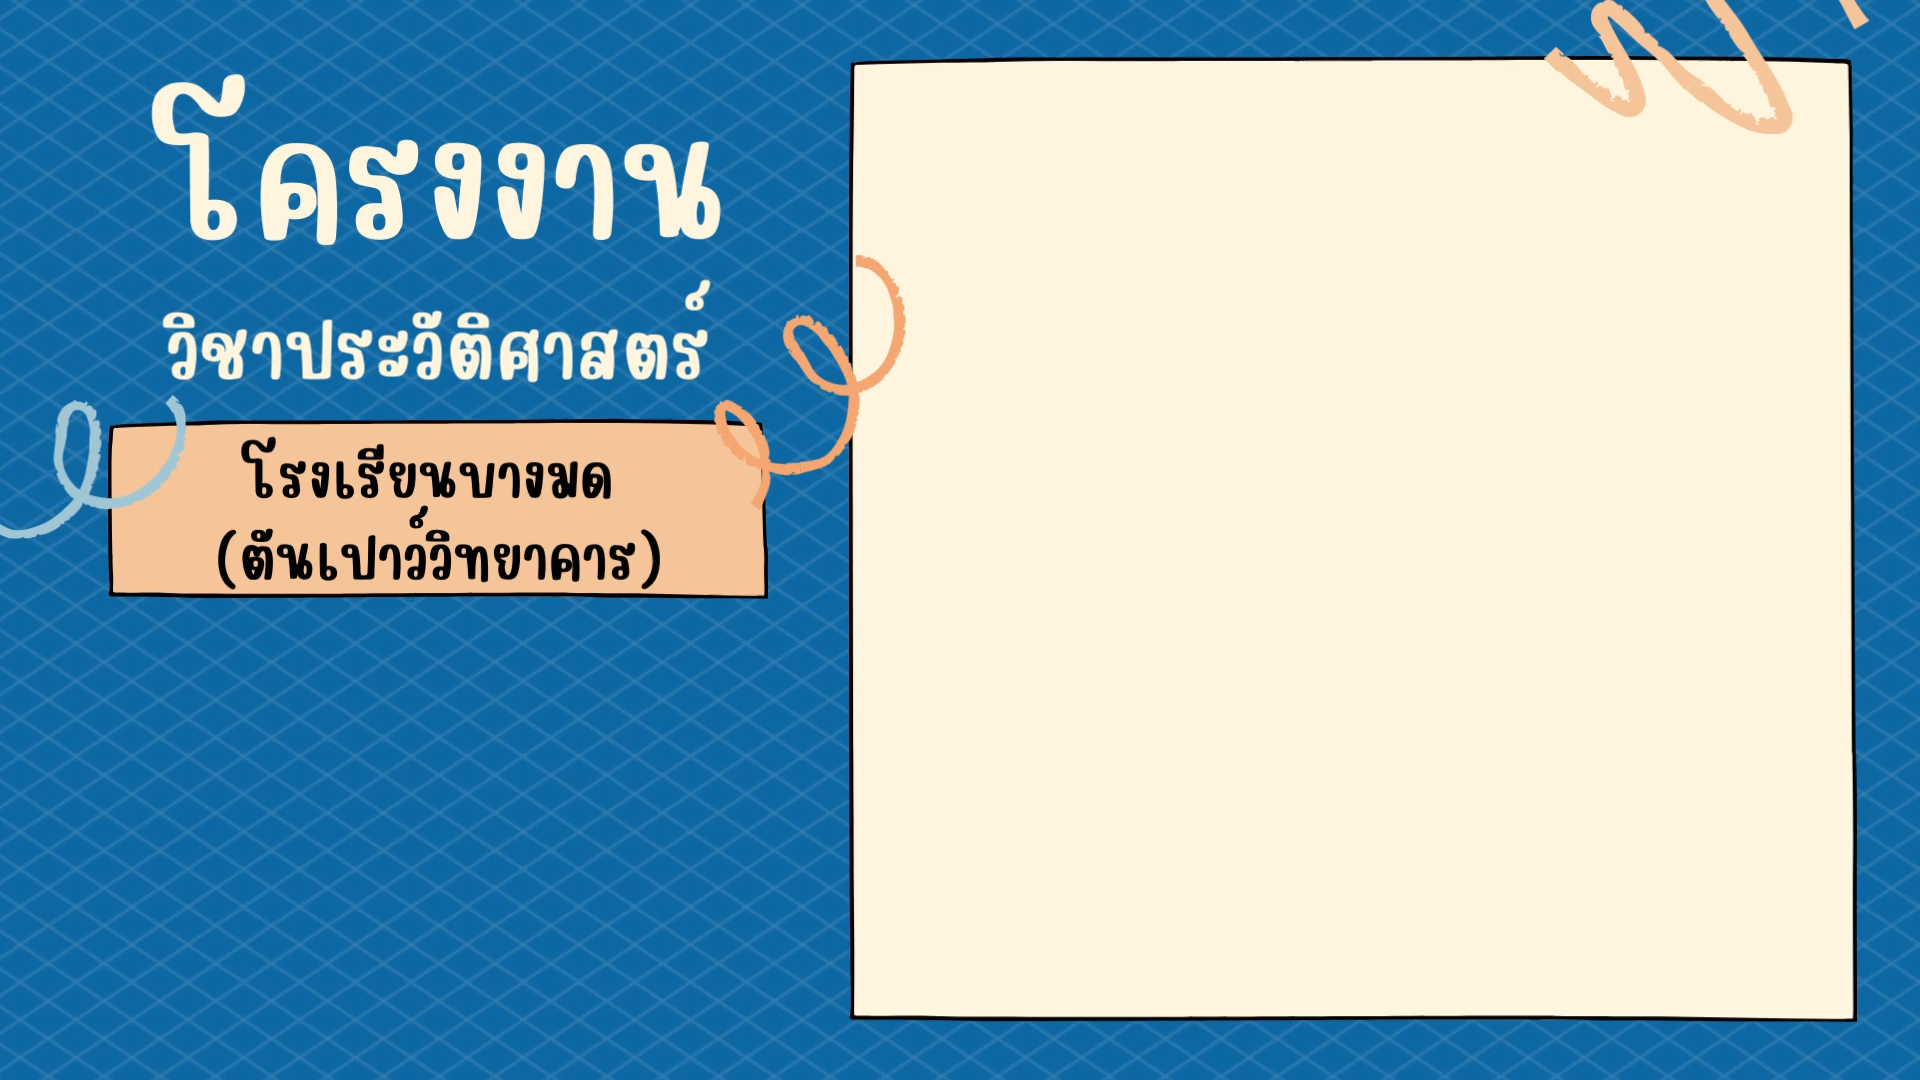 โครงงาน
วิชาประวัติศาสตร์
โรงเรียนบางมด
(ตันเปาว์วิทยาคาร)